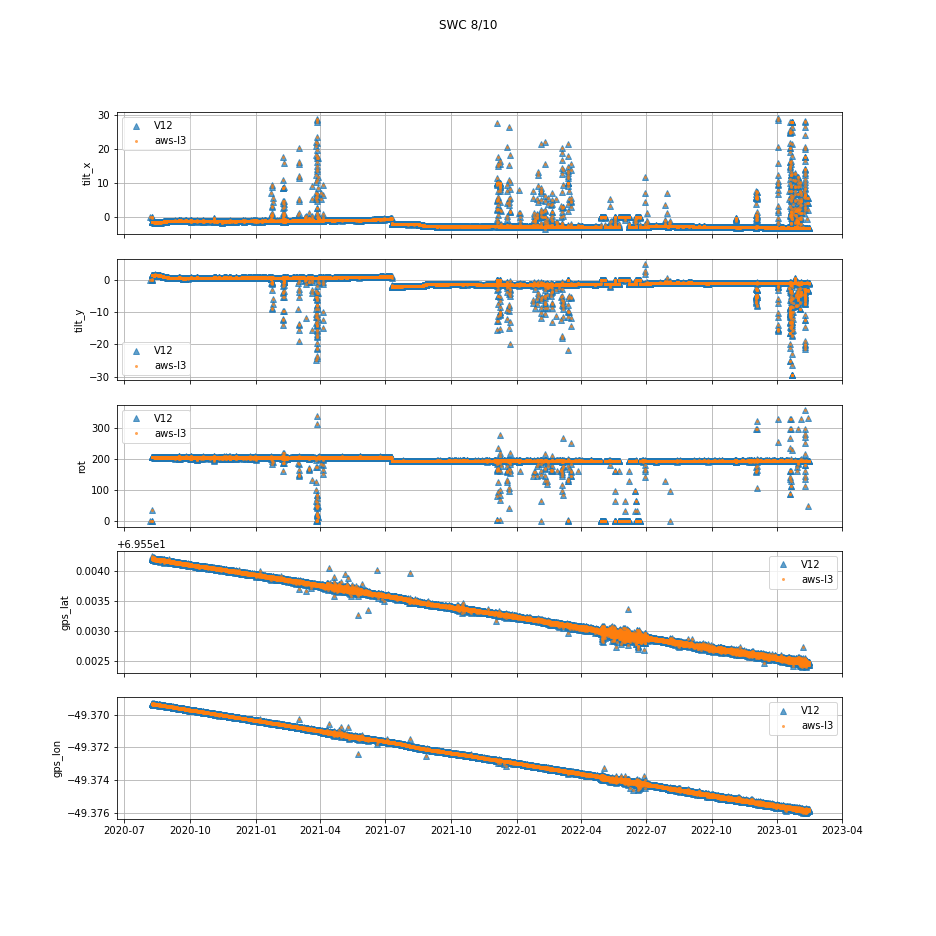 SWC 8/10
30
20
10
0
tilt_x
V12
aws-l3
0
−10
−20
−30
tilt_y
V12
aws-l3
300
200
100
0
rot
V12
aws-l3
+6.955e1
0.0040
0.0035
0.0030
0.0025
gps_lat
V12
aws-l3
−49.370
−49.372
−49.374
−49.376
gps_lon
V12
aws-l3
2020-07 2020-10 2021-01 2021-04 2021-07 2021-10 2022-01 2022-04 2022-07 2022-10 2023-01 2023-04